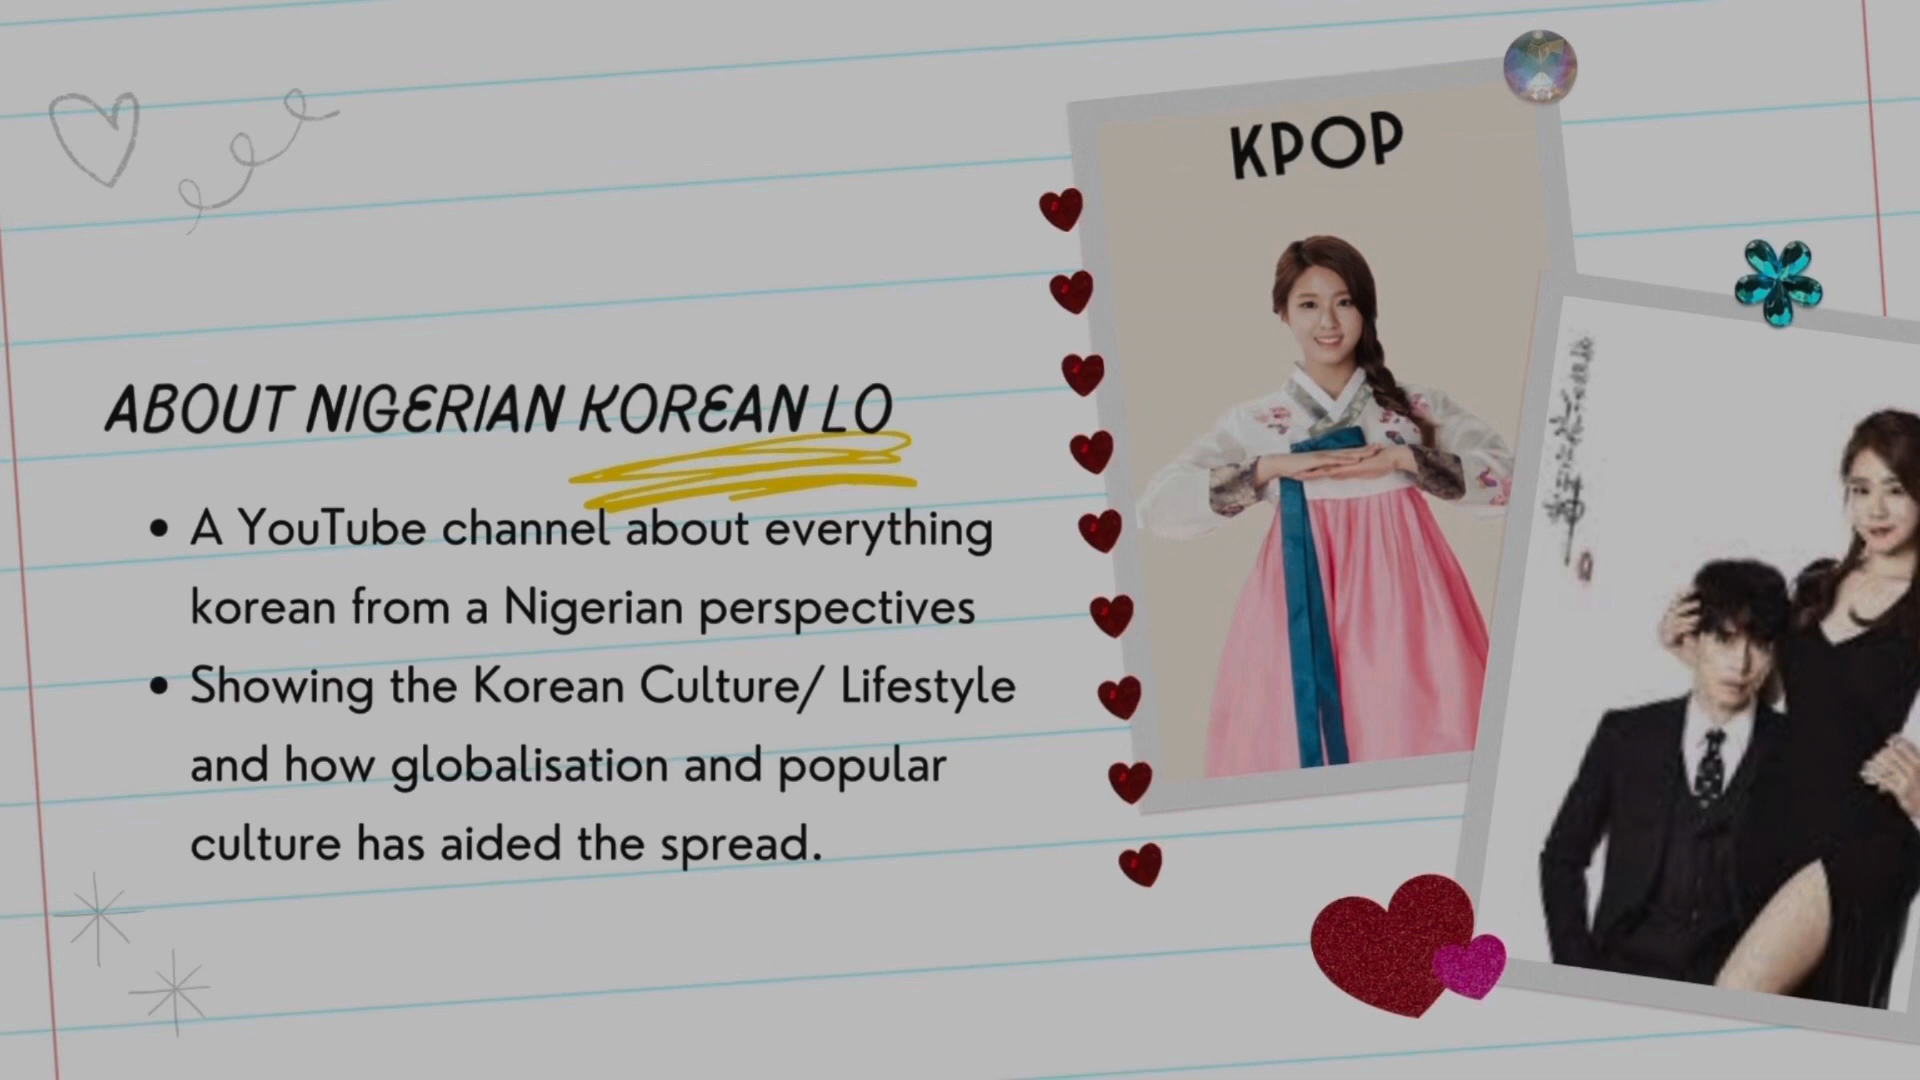 KPOP
ABOUT NIGERIAN KOREAN LO
• A YouTube channel about everything
korean from a Nigerian perspectives
• Showing the Korean Culture/ Lifestyle
and how globalisation and popular
culture has aided the spread.